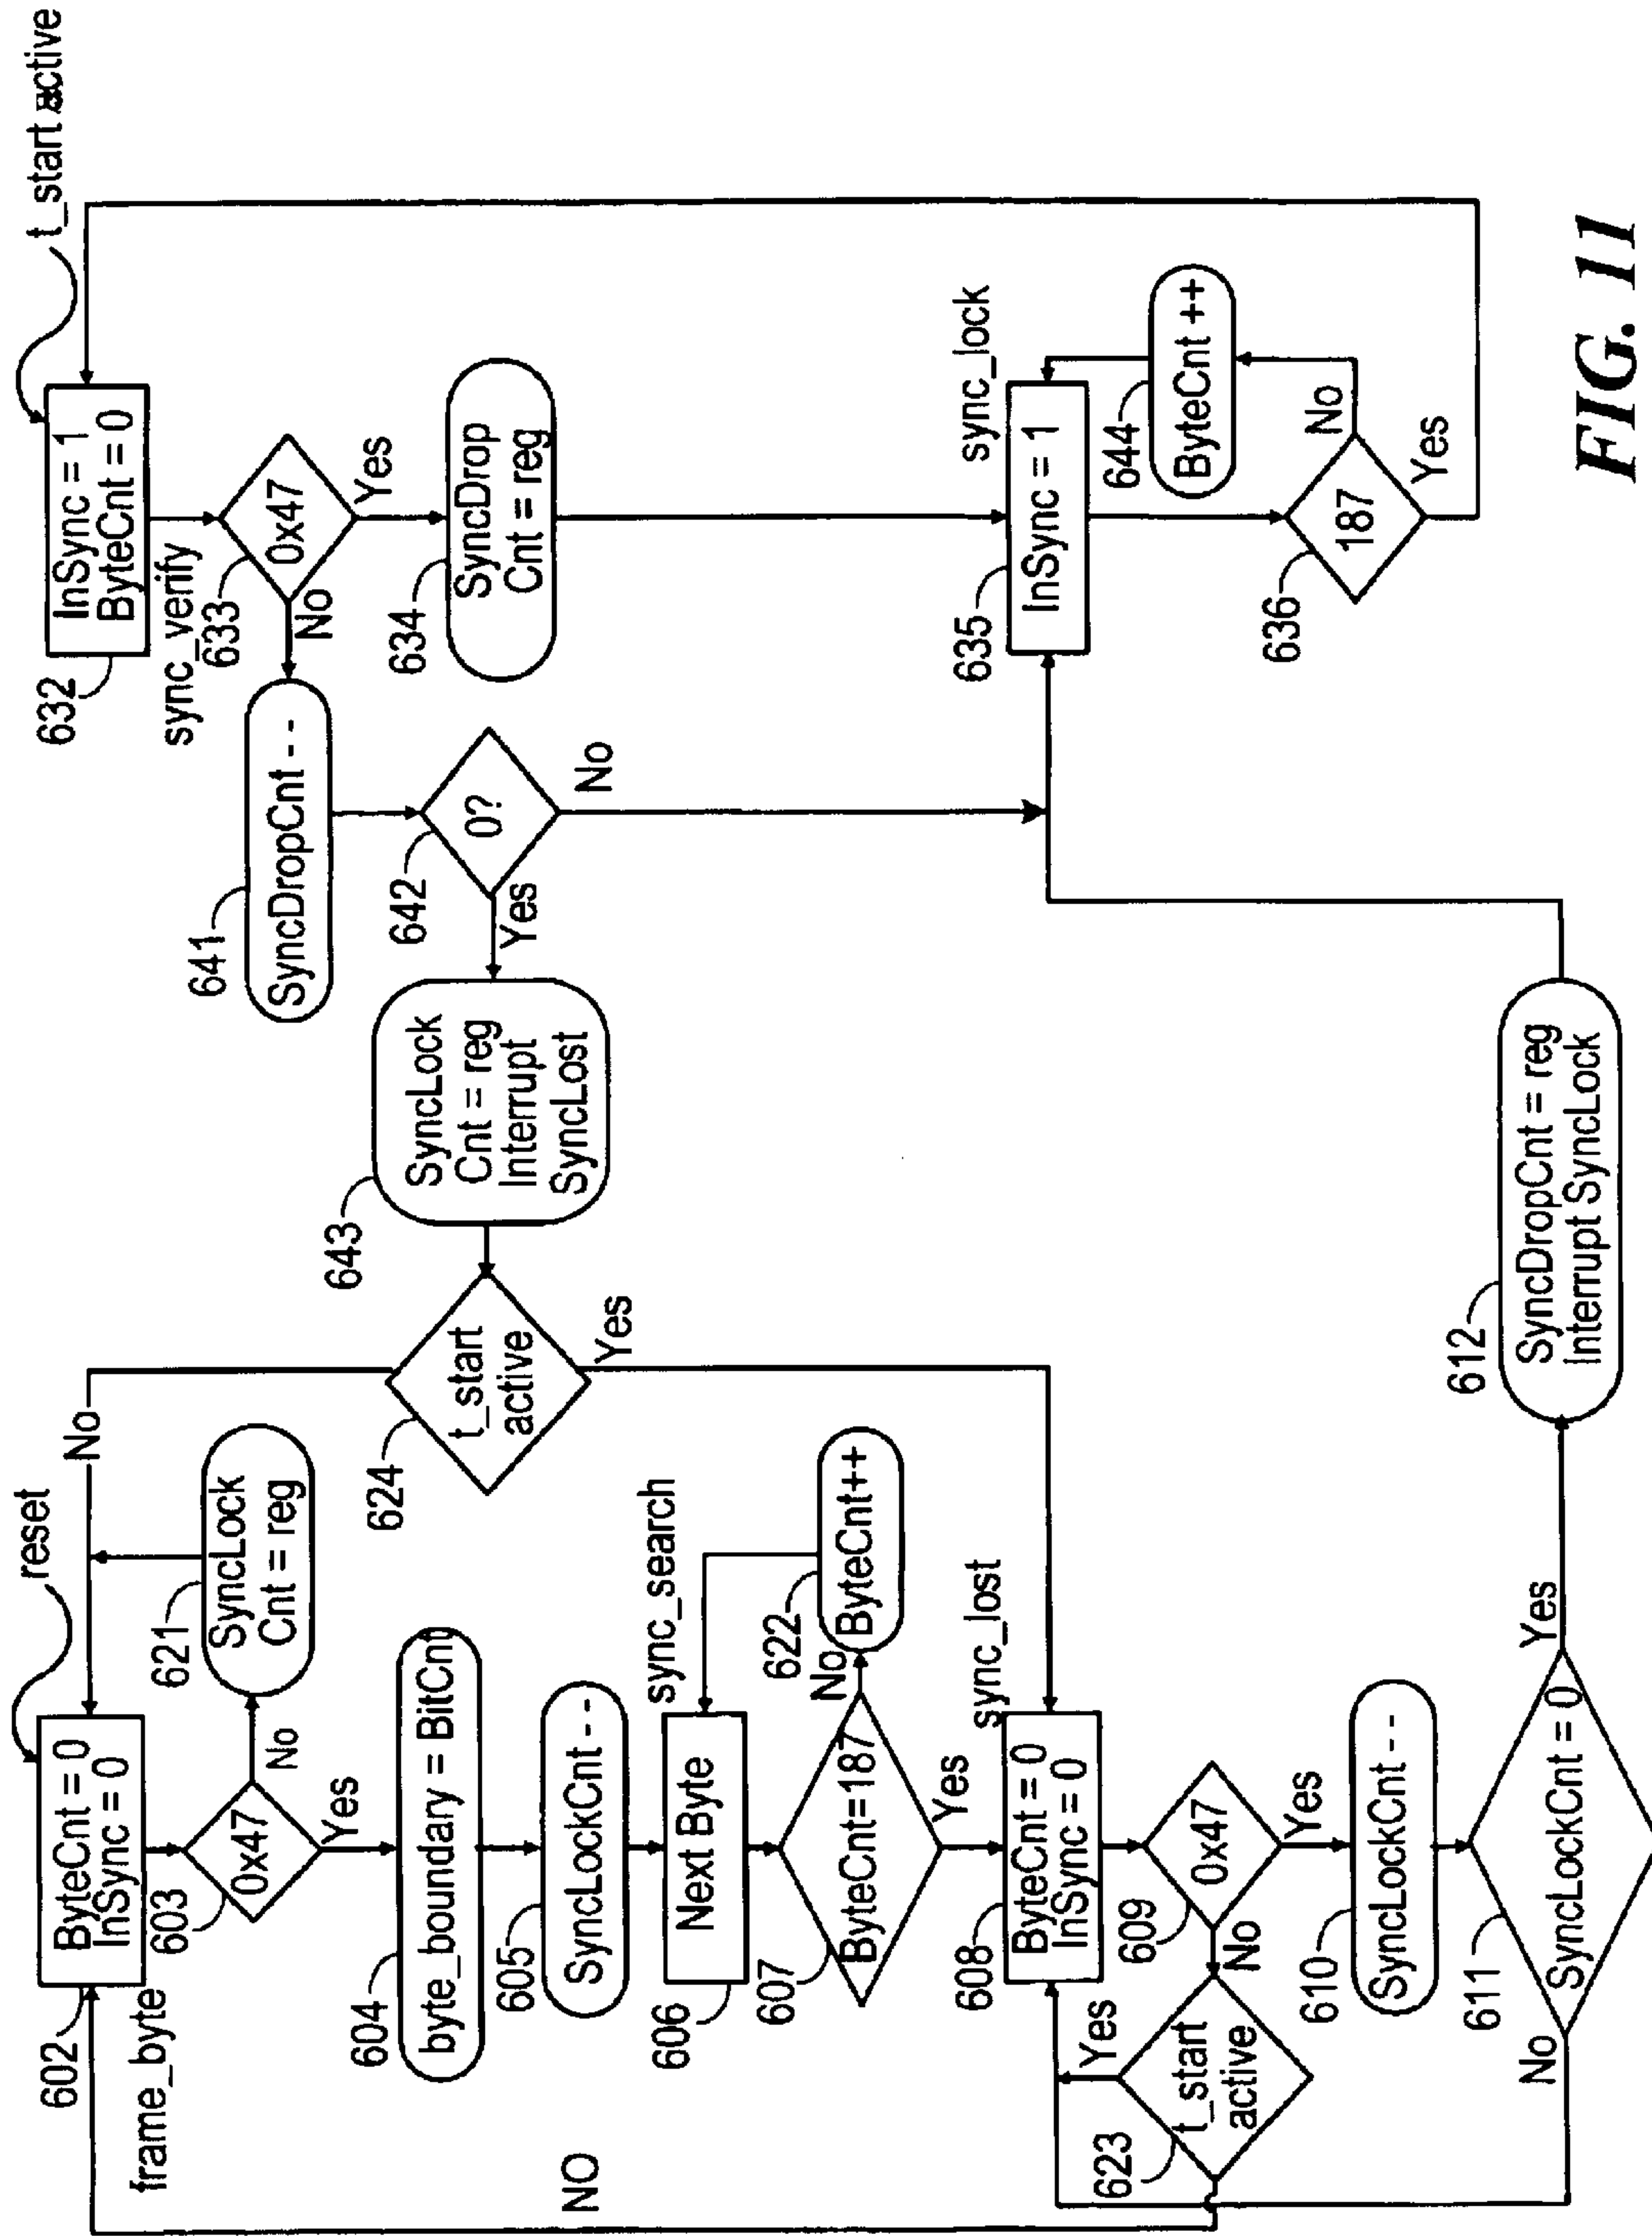 reset
602
ByteCnt = 0
InSync = 0
frame_byte
603
0x47
No
Yes
621
SyncLock
Cnt = reg
No
604
byte_boundary = BitCnt
605
SyncLockCnt - -
sync_search
606
Next Byte
607
ByteCnt=187
No
Yes
622
ByteCnt++
sync_lost
608
ByteCnt = 0
InSync = 0
609
0x47
No
Yes
623
t_start
active
Yes
NO
610
SyncLockCnt - -
611
SyncLockCnt = 0
No
Yes
612
SyncDropCnt = reg
Interrupt SyncLock
624
t_start
active
Yes
643
SyncLock
Cnt = reg
Interrupt
SyncLost
641
SyncDropCnt - -
642
0?
Yes
No
t_start active
632
InSync = 1
ByteCnt = 0
sync_verify
633
0x47
No
Yes
634
SyncDrop
Cnt = reg
sync_lock
635
InSync = 1
644
ByteCnt ++
636
187
No
Yes
FIG. 11